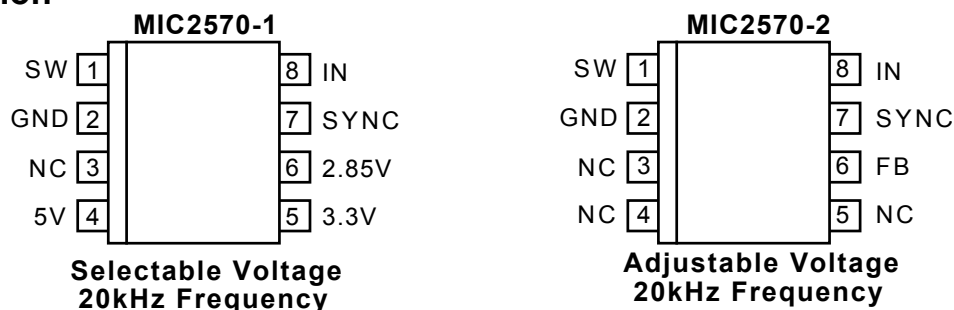 MIC2570-1
SW 1 8 IN
GND 2 7 SYNC
NC 3 6 2.85V
5V 4 5 3.3V
Selectable Voltage
20kHz Frequency
MIC2570-2
SW 1 8 IN
GND 2 7 SYNC
NC 3 6 FB
NC 4 5 NC
Adjustable Voltage
20kHz Frequency